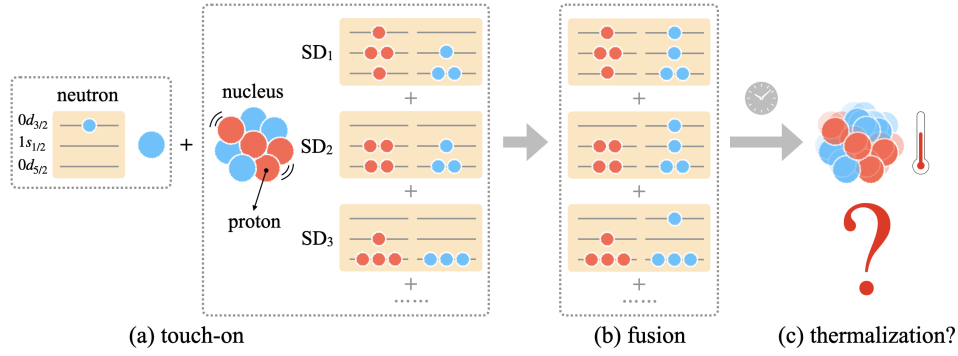 neutron
0d3/2
1s1/2
0d5/2
+
nucleus
proton
SD1
+
SD2
+
SD3
+
......
+
+
+
......
?
(a) touch-on
(b) fusion
(c) thermalization?